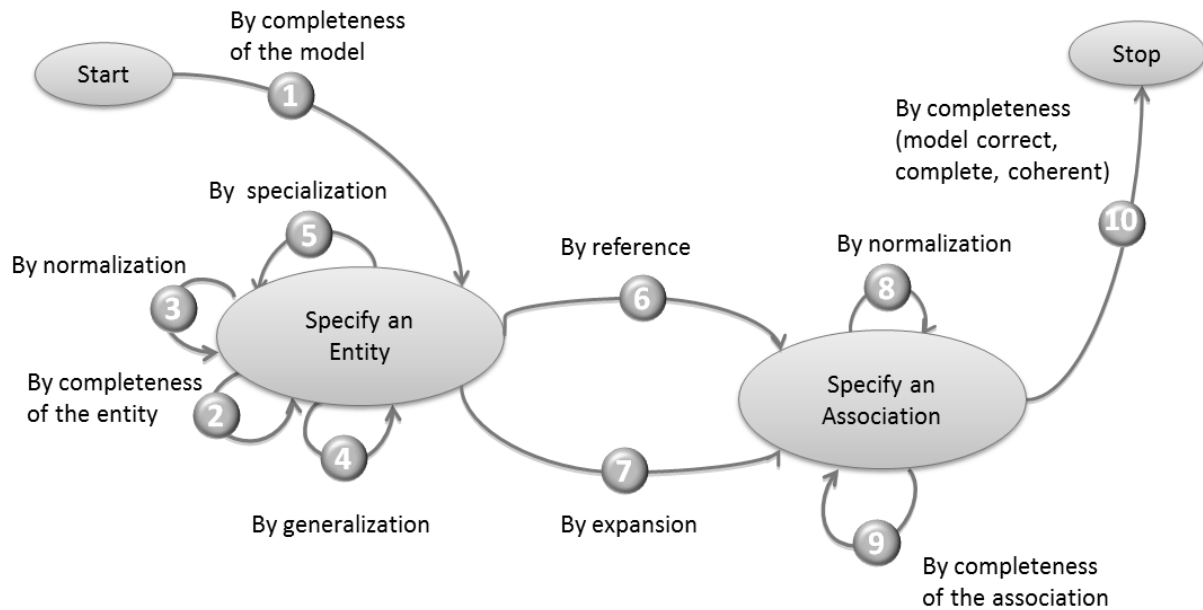 By completeness
of the model
Start
1
Stop
By completeness
(model correct,
complete, coherent)
10
By specialization
5
By normalization
3
By reference
6
By normalization
8
Specify an
Entity
Specify an
Association
By completeness
of the entity
2
4
By generalization
7
By expansion
9
By completeness
of the association